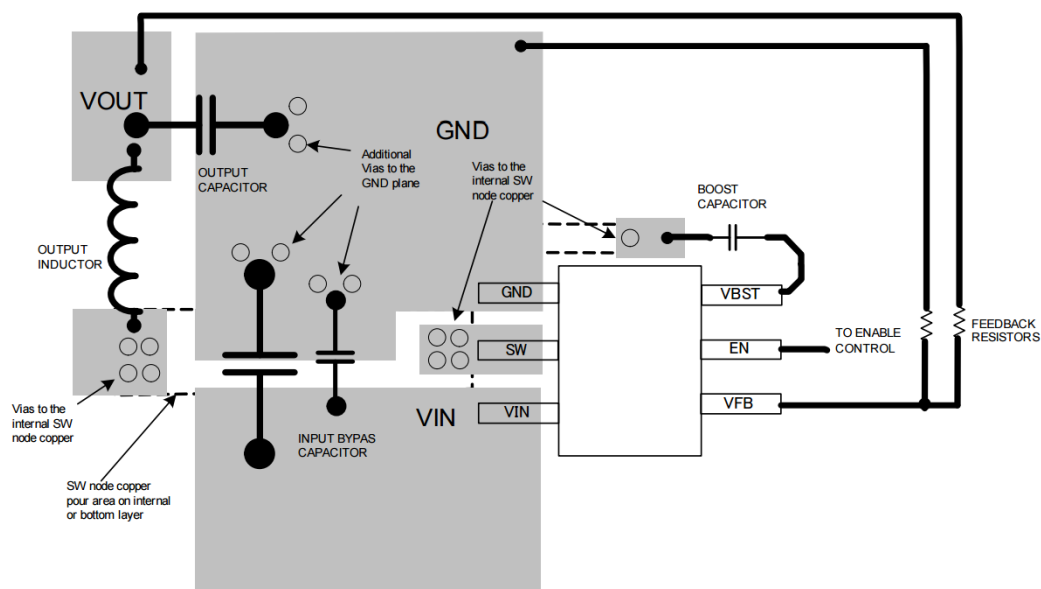 VOUT
GND
OUTPUT
CAPACITOR
Additional
Vias to the
GND plane
Vias to the
internal SW
node copper
BOOST
CAPACITOR
OUTPUT
INDUCTOR
GND
VBST
SW
EN
TO ENABLE
CONTROL
FEEDBACK
RESISTORS
VIN
VFB
VIN
INPUT BYPAS
CAPACITOR
Vias to the
internal SW
node copper
SW node copper
pour area on internal
or bottom layer